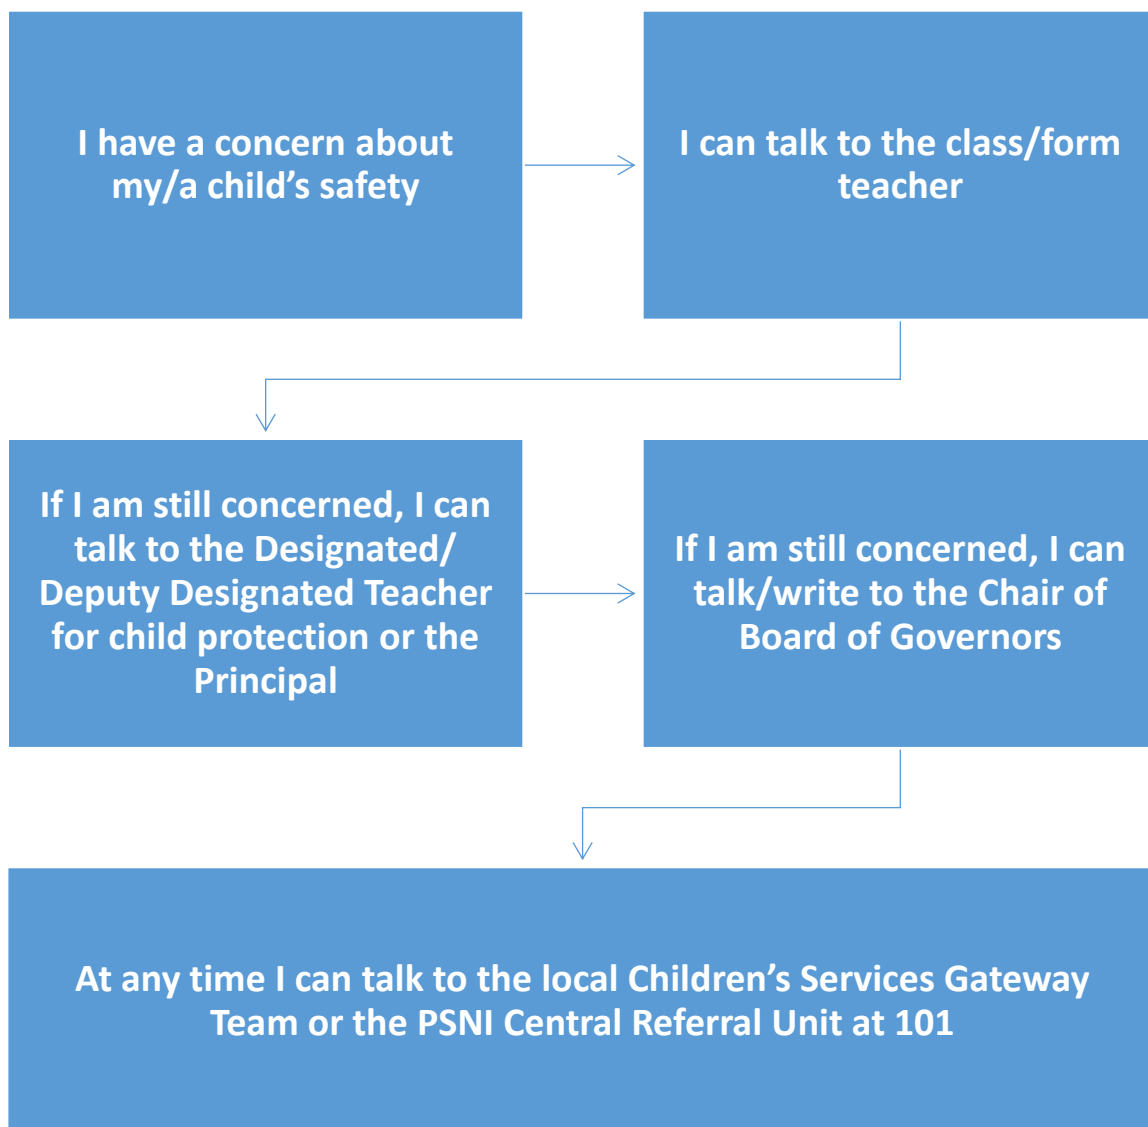 I have a concern about
my/a child’s safety
I can talk to the class/form
teacher
If I am still concerned, I can
talk to the Designated/
Deputy Designated Teacher
for child protection or the
Principal
If I am still concerned, I can
talk/write to the Chair of
Board of Governors
At any time I can talk to the local Children’s Services Gateway
Team or the PSNI Central Referral Unit at 101